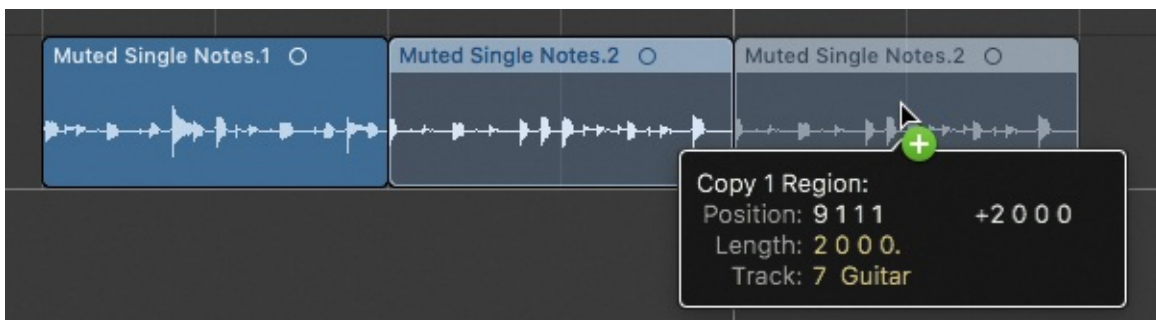 Muted Single Notes.1
Muted Single Notes.2
Muted Single Notes.2
Copy 1 Region:
Position: 9 1 1 1 +2 0 0 0
Length: 2 0 0 0.
Track: 7 Guitar